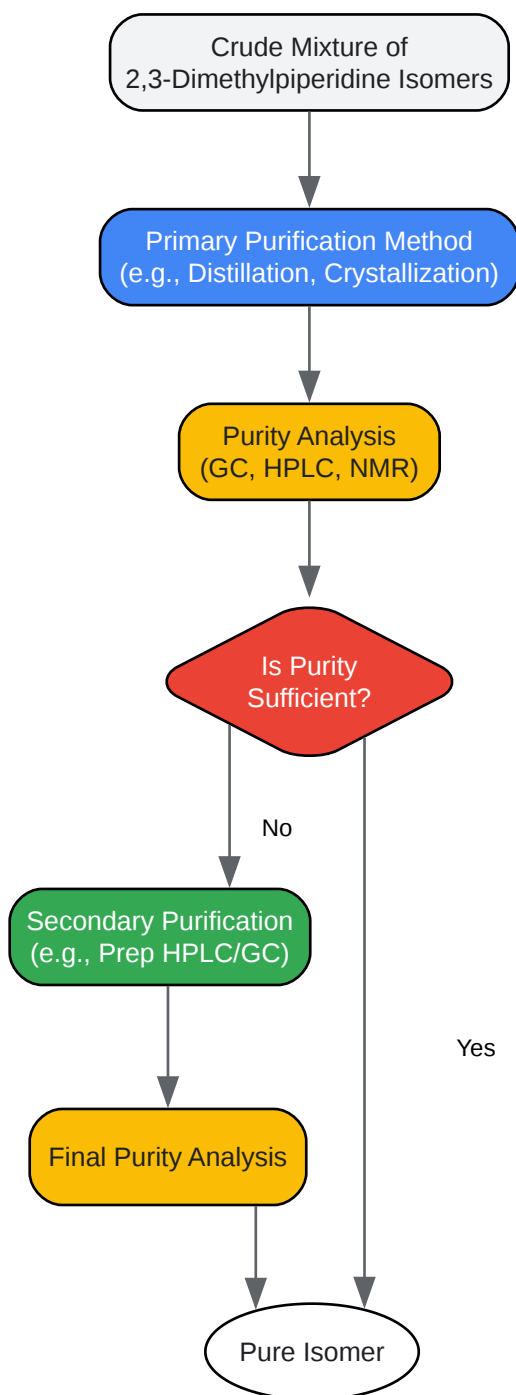 Crude Mixture of
2,3-Dimethylpiperidine Isomers
Primary Purification Method
(e.g., Distillation, Crystallization)
Purity Analysis
(GC, HPLC, NMR)
Is Purity
Sufficient?
No
Secondary Purification
(e.g., Prep HPLC/GC)
Yes
Final Purity Analysis
Pure Isomer